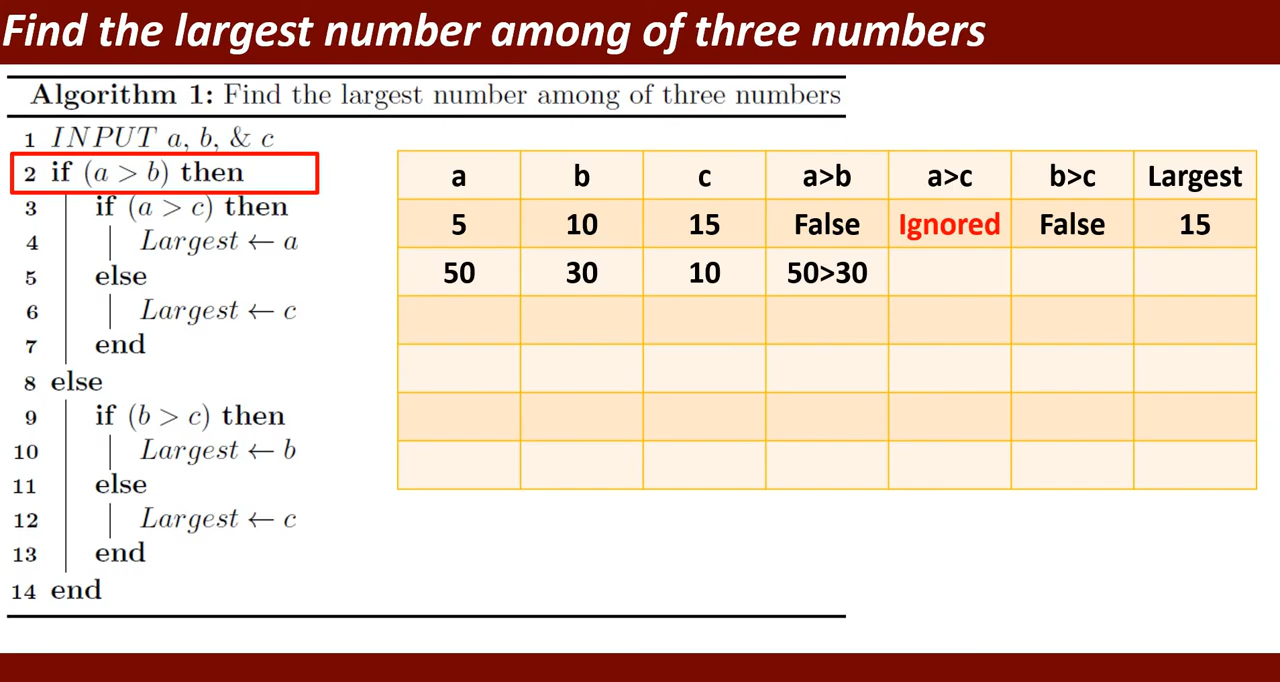 Find the largest number among of three numbers
Algorithm 1: Find the largest number among of three numbers
1 INPUT a, b, & c
2 if (a > b) then
3 if (a > c) then
4 Largest ← a
5 else
6 Largest ← c
7 end
8 else
9 if (b > c) then
10 Largest ← b
11 else
12 Largest ← c
13 end
14 end
a b c a>b a>c b>c Largest
5 10 15 False Ignored False 15
50 30 10 50>30